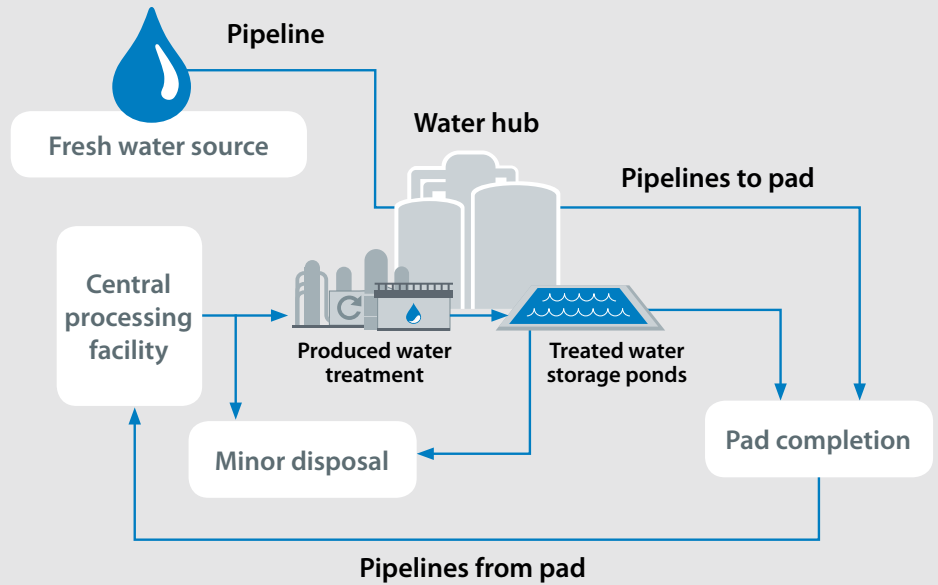 Pipeline
Fresh water source
Water hub
Pipelines to pad
Central
processing
facility
Produced water
treatment
Treated water
storage ponds
Minor disposal
Pad completion
Pipelines from pad